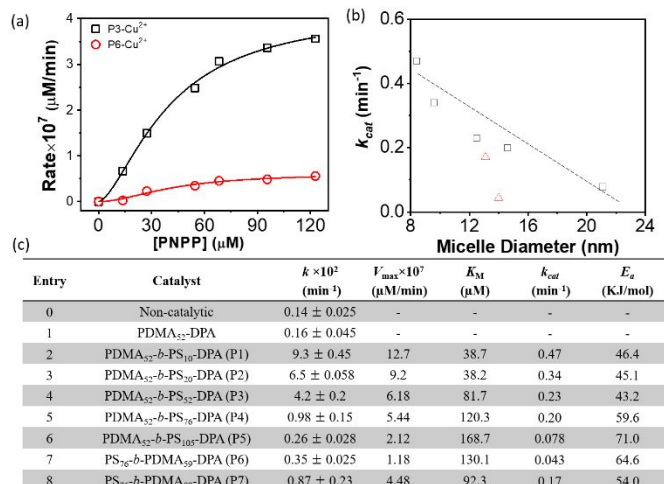 (a)
P3-Cu²⁺
P6-Cu²⁺
Rate×10⁷ (μM/min)
4
3
2
1
0
0 30 60 90 120
[PNPP] (μM)
(b)
k_cat (min⁻¹)
0.6
0.4
0.2
0.0
8 12 16 20 24
Micelle Diameter (nm)
(c)
Entry Catalyst k ×10² (min⁻¹) V_max×10⁷ (μM/min) K_M (μM) k_cat (min⁻¹) E_a (KJ/mol)
0 Non-catalytic 0.14 ± 0.025 - - - -
1 PDMA₅₂-DPA 0.16 ± 0.045 - - - -
2 PDMA₅₂-b-PS₁₀-DPA (P1) 9.3 ± 0.45 12.7 38.7 0.47 46.4
3 PDMA₅₂-b-PS₂₀-DPA (P2) 6.5 ± 0.058 9.2 38.2 0.34 45.1
4 PDMA₅₂-b-PS₅₂-DPA (P3) 4.2 ± 0.2 6.18 81.7 0.23 43.2
5 PDMA₅₂-b-PS₇₆-DPA (P4) 0.98 ± 0.15 5.44 120.3 0.20 59.6
6 PDMA₅₂-b-PS₁₀₅-DPA (P5) 0.26 ± 0.028 2.12 168.7 0.078 71.0
7 PS₇₆-b-PDMA₅₉-DPA (P6) 0.35 ± 0.025 1.18 130.1 0.043 64.6
8 (P7) 0.87 ± 0.23 4.48 92.3 0.17 54.0